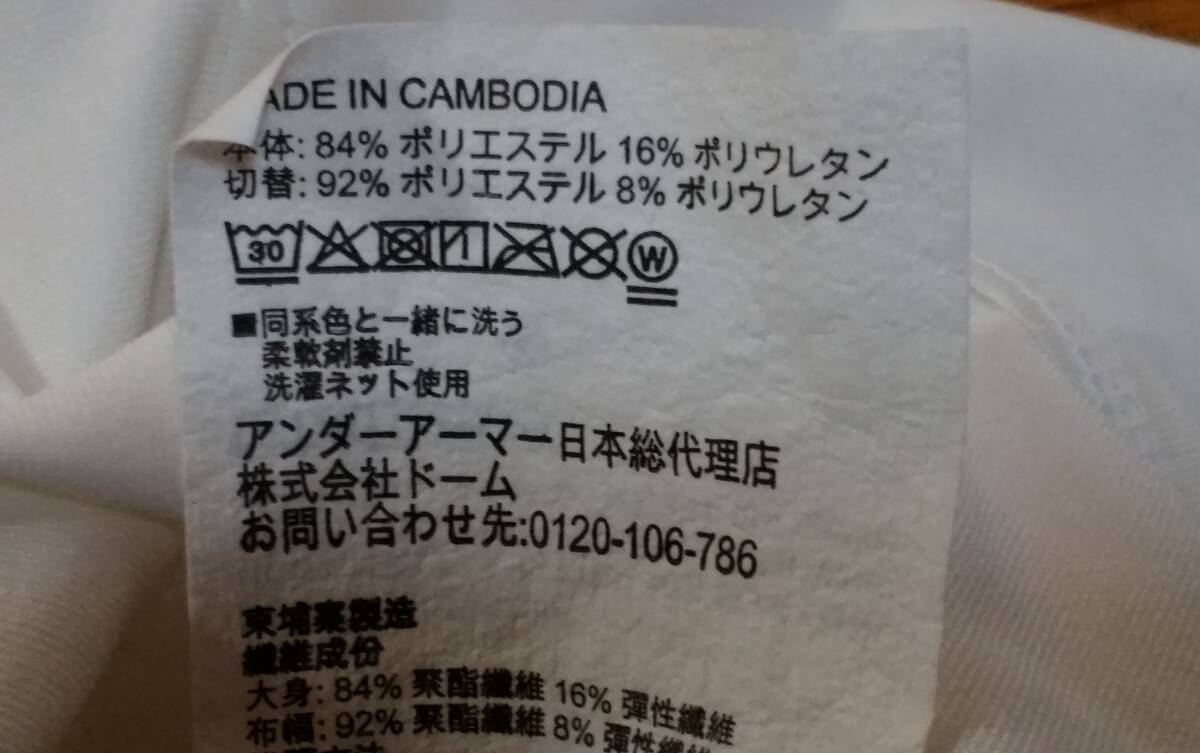 MADE IN CAMBODIA
本体: 84% ポリエステル 16% ポリウレタン
切替: 92% ポリエステル 8% ポリウレタン
30
W
■同系色と一緒に洗う
柔軟剤禁止
洗濯ネット使用
アンダーアーマー日本総代理店
株式会社ドーム
お問い合わせ先:0120-106-786
柬埔寨製造
纖維成份
大身: 84% 聚酯纖維 16% 彈性纖維
布幅: 92% 聚酯纖維 8% 彈性纖維